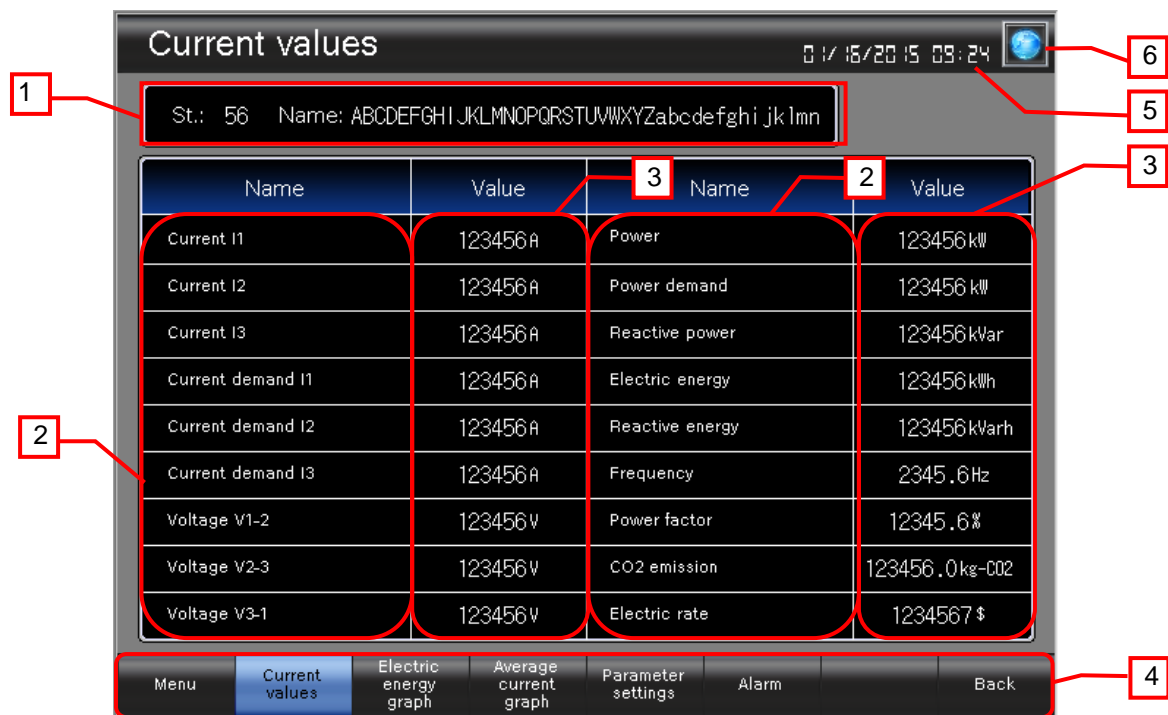 Current values
01/16/2015 09:24
6
1
5
St.: 56 Name: ABCDEFGHIJKLMNOPQRSTUVWXYZabcdefghijklmn
3
Name Value 3 Name 2 Value
Current I1 123456A Power 123456kW
Current I2 123456A Power demand 123456kW
Current I3 123456A Reactive power 123456kVar
Current demand I1 123456A Electric energy 123456kWh
2
Current demand I2 123456A Reactive energy 123456kVarh
Current demand I3 123456A Frequency 2345.6Hz
Voltage V1-2 123456V Power factor 12345.6%
Voltage V2-3 123456V CO2 emission 123456.0kg-CO2
Voltage V3-1 123456V Electric rate 1234567$
Menu
Current
values
Electric
energy
graph
Average
current
graph
Parameter
settings
Alarm
Back
4